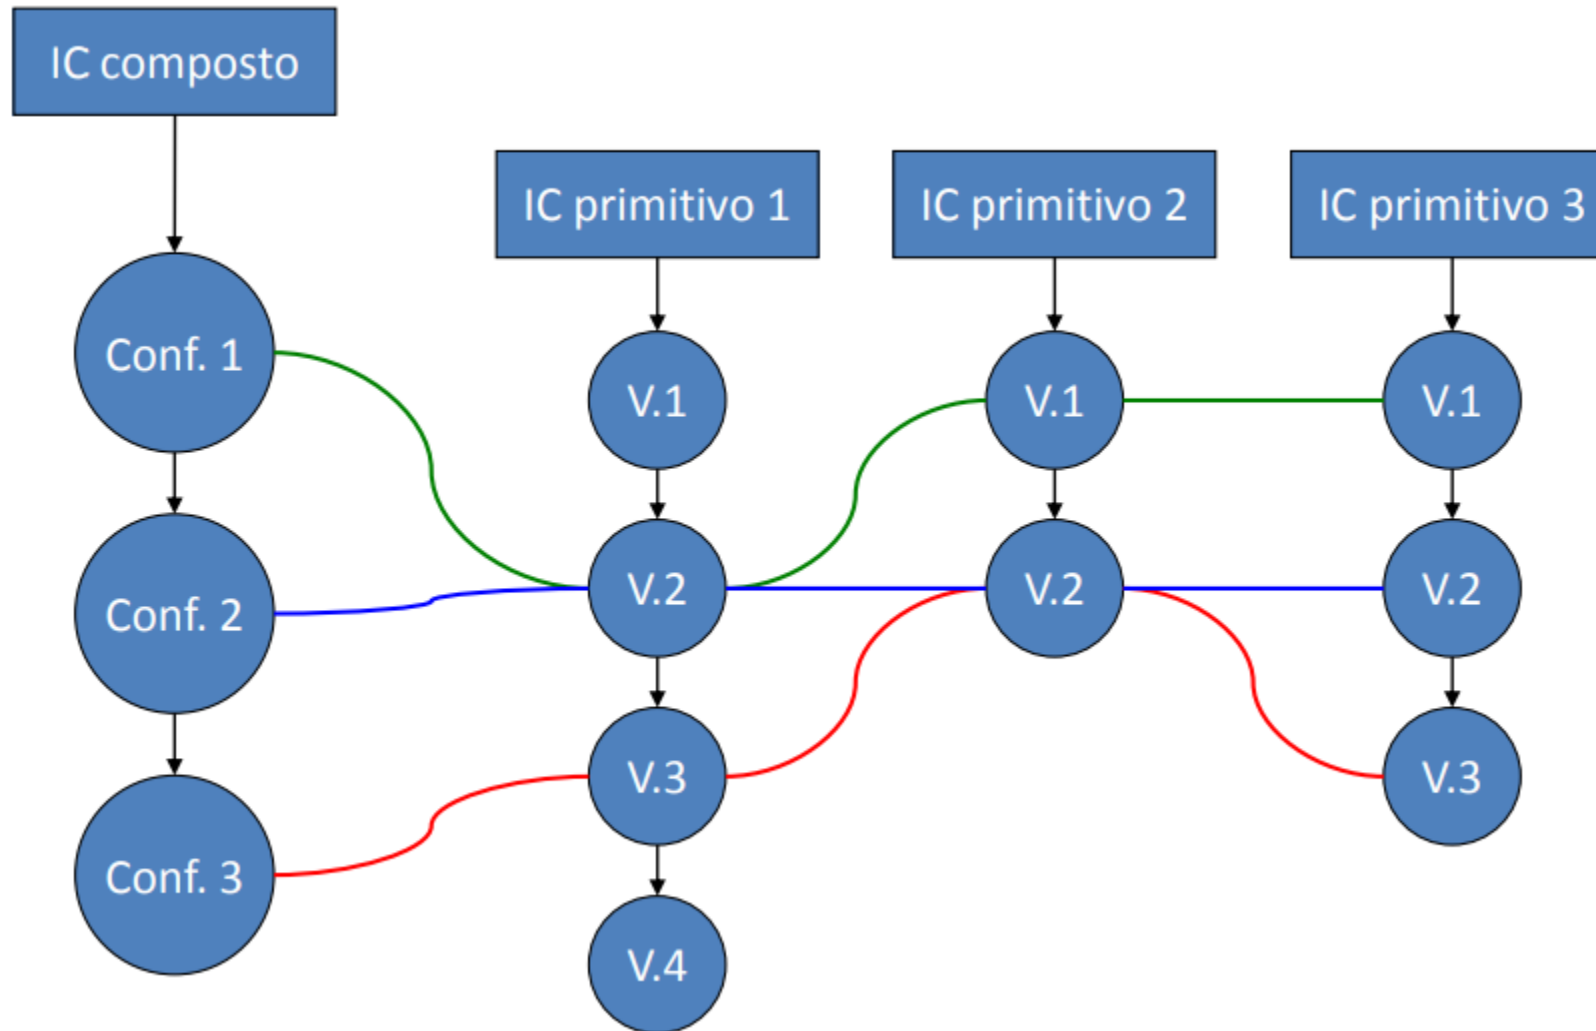 IC composto
IC primitivo 1
IC primitivo 2
IC primitivo 3
Conf. 1
V.1
V.1
V.1
Conf. 2
V.2
V.2
V.2
Conf. 3
V.3
V.3
V.4